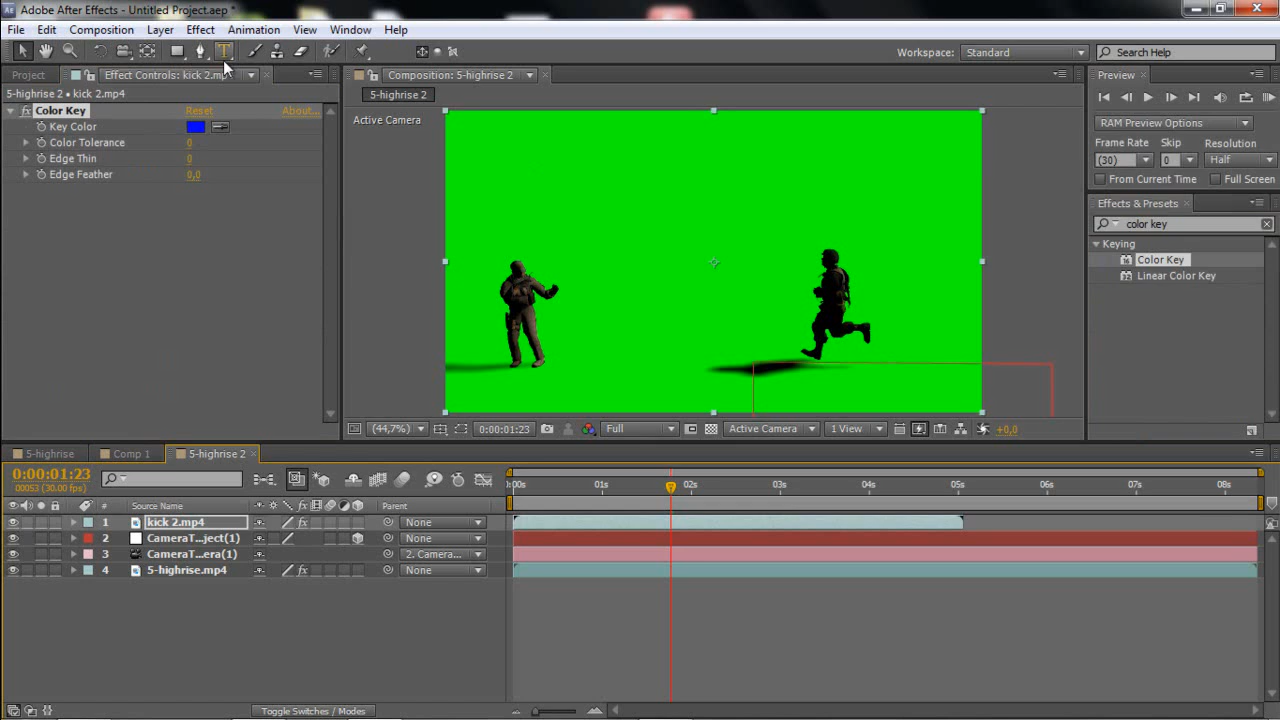 Adobe After Effects - Untitled Project.aep *
File Edit Composition Layer Effect Animation View Window Help
T
Workspace: Standard
Search Help
Project
Effect Controls: kick 2.mp4
5-highrise 2 • kick 2.mp4
fx Color Key Reset About...
Key Color
Color Tolerance 0
Edge Thin 0
Edge Feather 0,0
Composition: 5-highrise 2
5-highrise 2
Active Camera
(44,7%) 0:00:01:23 Full Active Camera 1 View +0,0
Preview
RAM Preview Options
Frame Rate Skip Resolution
(30) 0 Half
From Current Time Full Screen
Effects & Presets
color key
Keying
Color Key
Linear Color Key
5-highrise Comp 1 5-highrise 2
0:00:01:23
00053 (30.00 fps)
:00s 01s 02s 03s 04s 05s 06s 07s 08s
# Source Name fx Parent
1 kick 2.mp4 fx None
2 CameraT...ject(1) None
3 CameraT...era(1) 2. Camera...
4 5-highrise.mp4 fx None
Toggle Switches / Modes